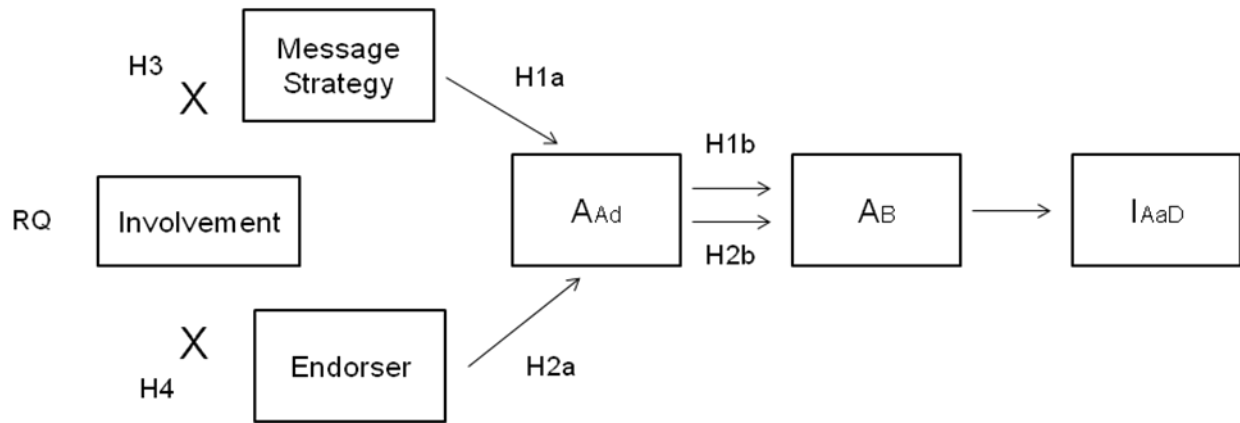 Message
Strategy
H3
X
H1a
H1b
AAd
AB
IAaD
RQ
Involvement
H2b
X
Endorser
H2a
H4